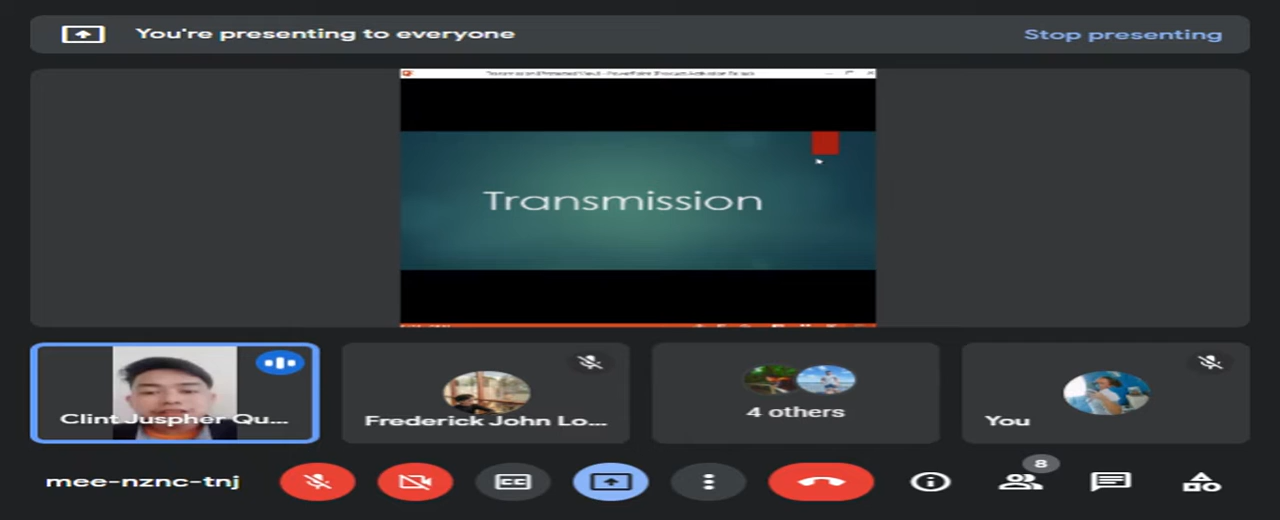 You're presenting to everyone
Stop presenting
Transmission
Clint Juspher Qu...
Frederick John Lo...
4 others
You
mee-nznc-tnj
CC
8